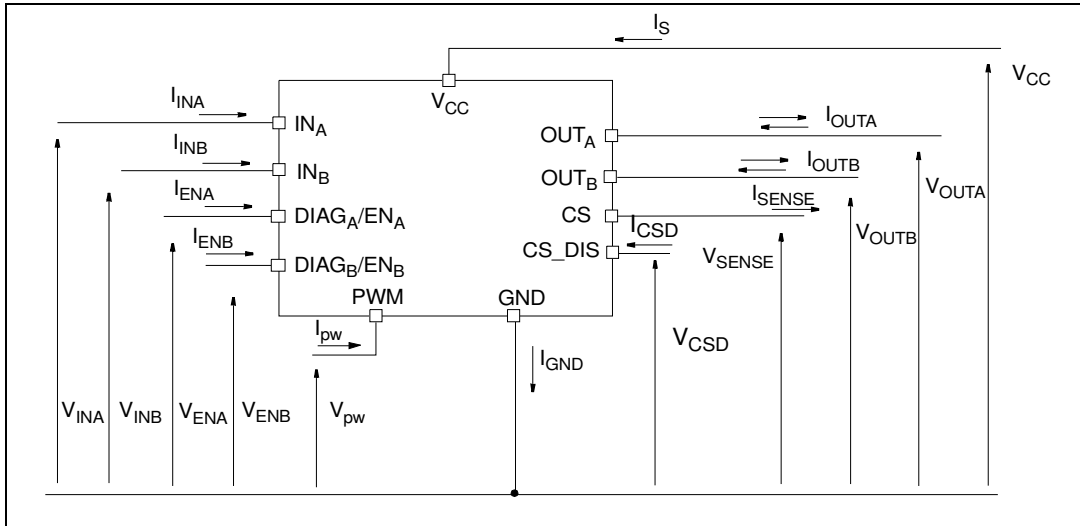 I_S
V_CC
V_CC
I_INA
IN_A
OUT_A
I_OUTA
I_INB
IN_B
OUT_B
I_OUTB
V_OUTA
I_ENA
DIAG_A/EN_A
CS
I_SENSE
I_ENB
DIAG_B/EN_B
CS_DIS
I_CSD
V_SENSE
V_OUTB
PWM
GND
I_pw
I_GND
V_CSD
V_INA
V_INB
V_ENA
V_ENB
V_pw